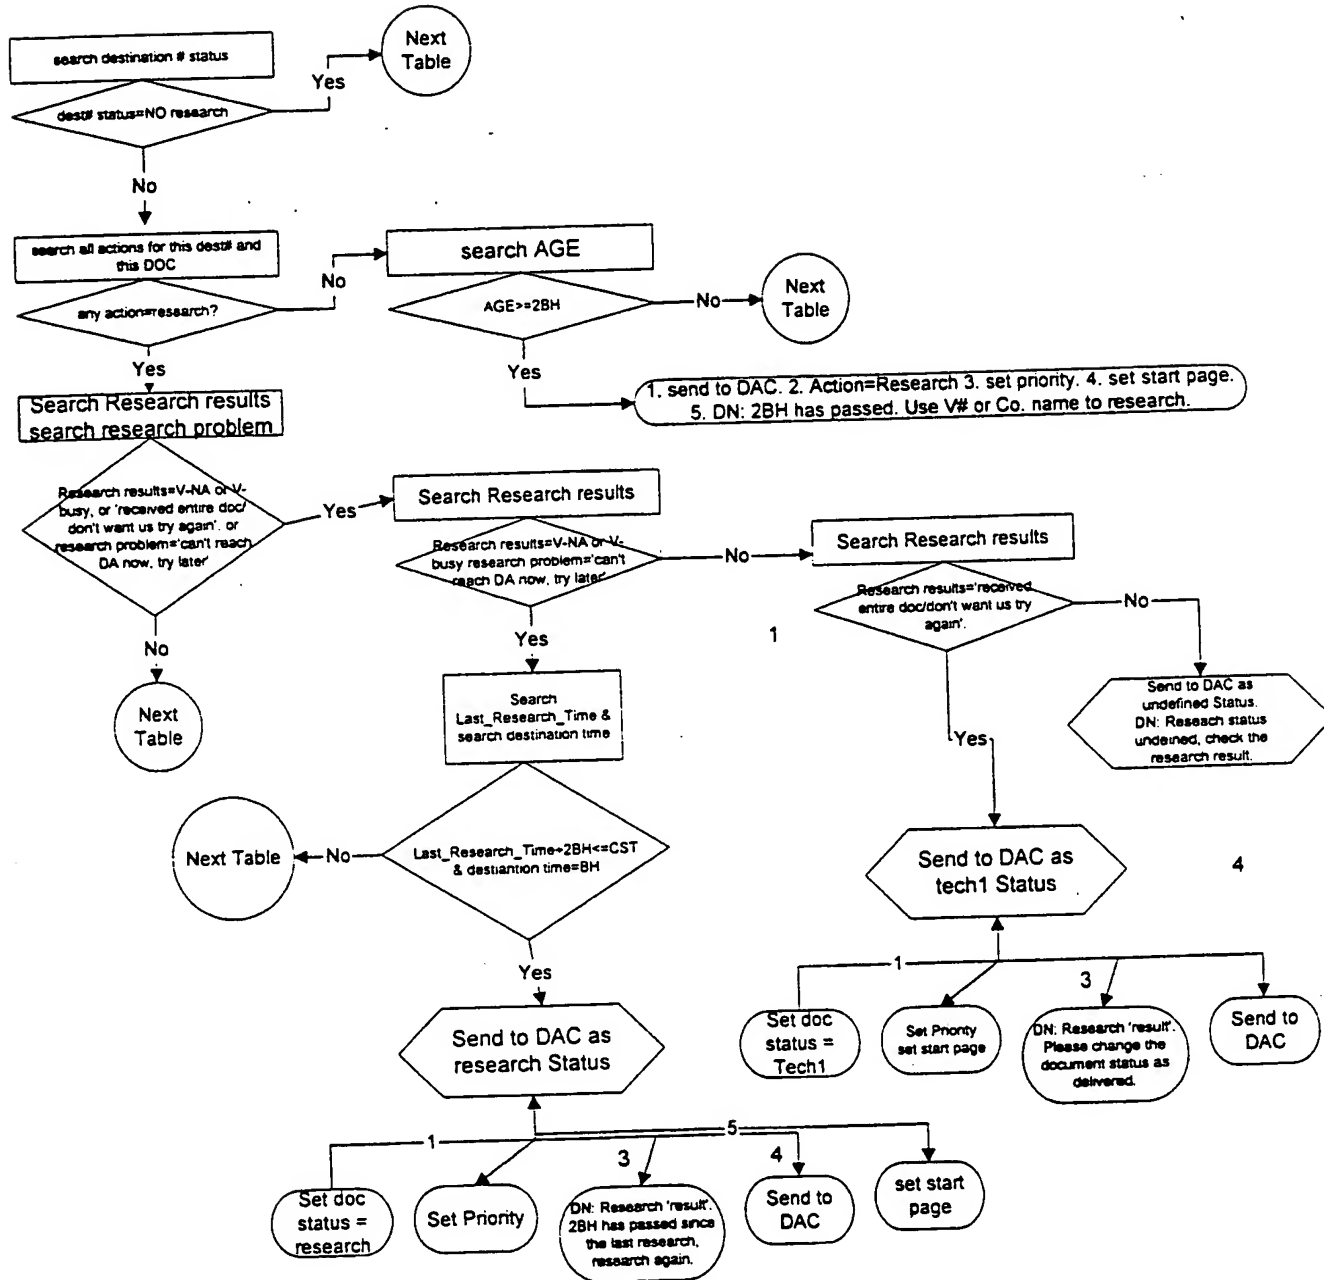 search destination # status
Next
Table
Yes
dest# status=NO research
No
search all actions for this dest# and
this DOC
No
search AGE
any action=research?
AGE>=2BH
No
Next
Table
Yes
Yes
1. send to DAC. 2. Action=Research 3. set priority. 4. set start page.
5. DN: 2BH has passed. Use V# or Co. name to research.
Search Research results
search research problem
Research results=V-NA or V-
busy, or 'received entire doc/
don't want us try again'. or
research problem='can't reach
DA now, try later'
Yes
Search Research results
Research results=V-NA or V-
busy research problem='can't
reach DA now, try later'
No
Search Research results
Research results='received
entire doc/don't want us try
again'.
No
1
No
Next
Table
Yes
Search
Last_Research_Time &
search destination time
Send to DAC as
undefined Status.
DN: Reseach status
undefined, check the
research result.
Yes
Next Table
No
Last_Research_Time+2BH<=CST
& destiantion time=BH
Send to DAC as
tech1 Status
4
Yes
1
3
Set doc
status =
Tech1
Set Priority
set start page
DN: Research 'result'.
Please change the
document status as
delivered.
Send to
DAC
Send to DAC as
research Status
1
3
4
5
Set doc
status =
research
Set Priority
DN: Research 'result'.
2BH has passed since
the last research,
research again.
Send to
DAC
set start
page